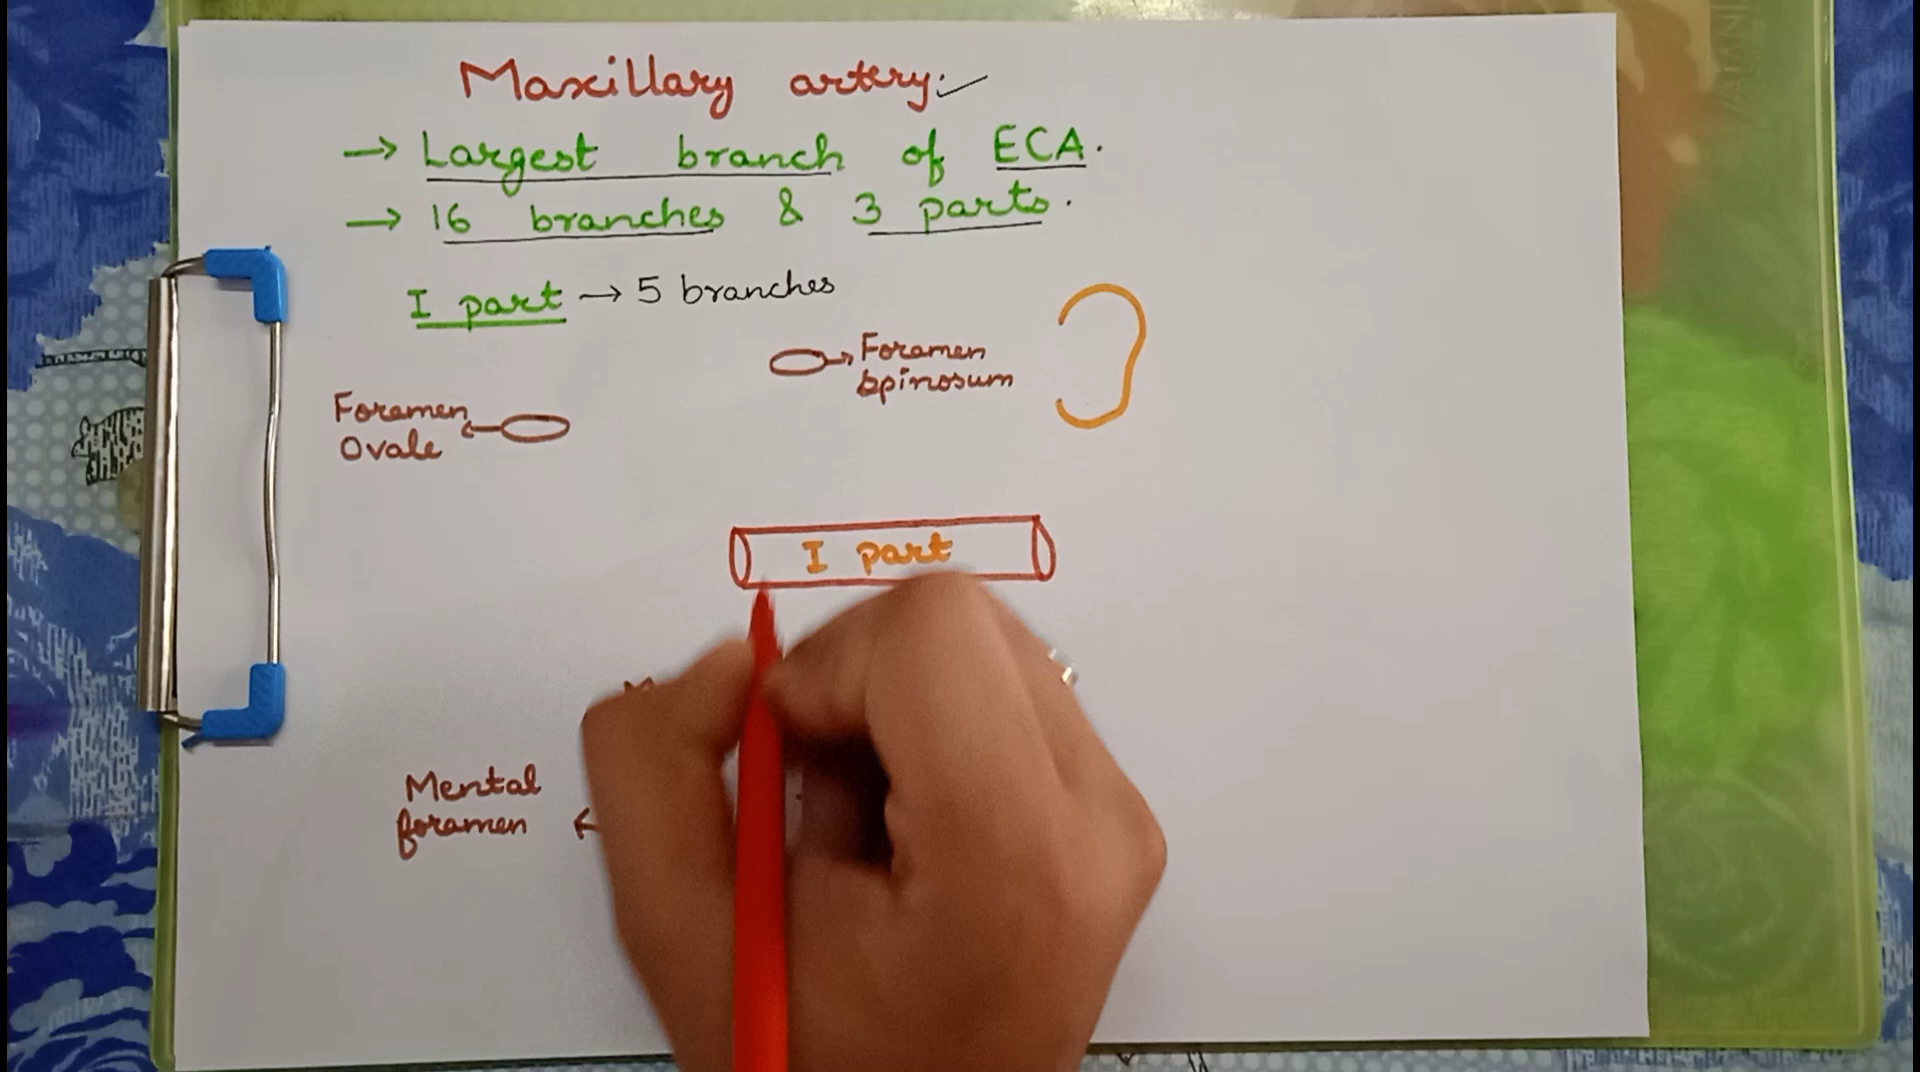 Maxillary artery:
→ Largest branch of ECA.
→ 16 branches & 3 parts.
I part → 5 branches
Foramen
spinosum
Foramen
Ovale
I part
Mental
foramen